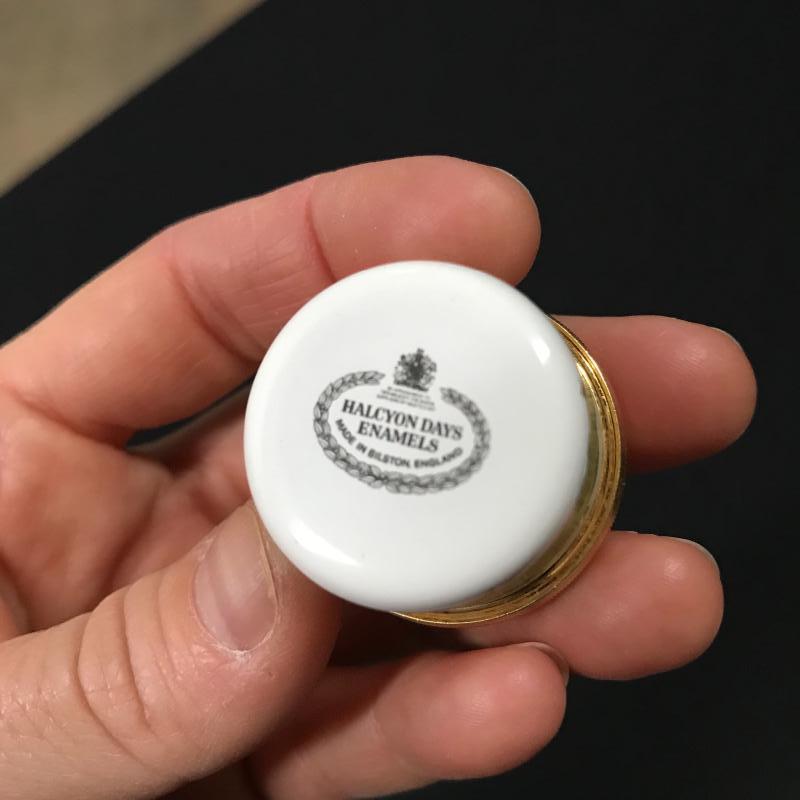 HALCYON DAYS
ENAMELS
MADE IN BILSTON, ENGLAND